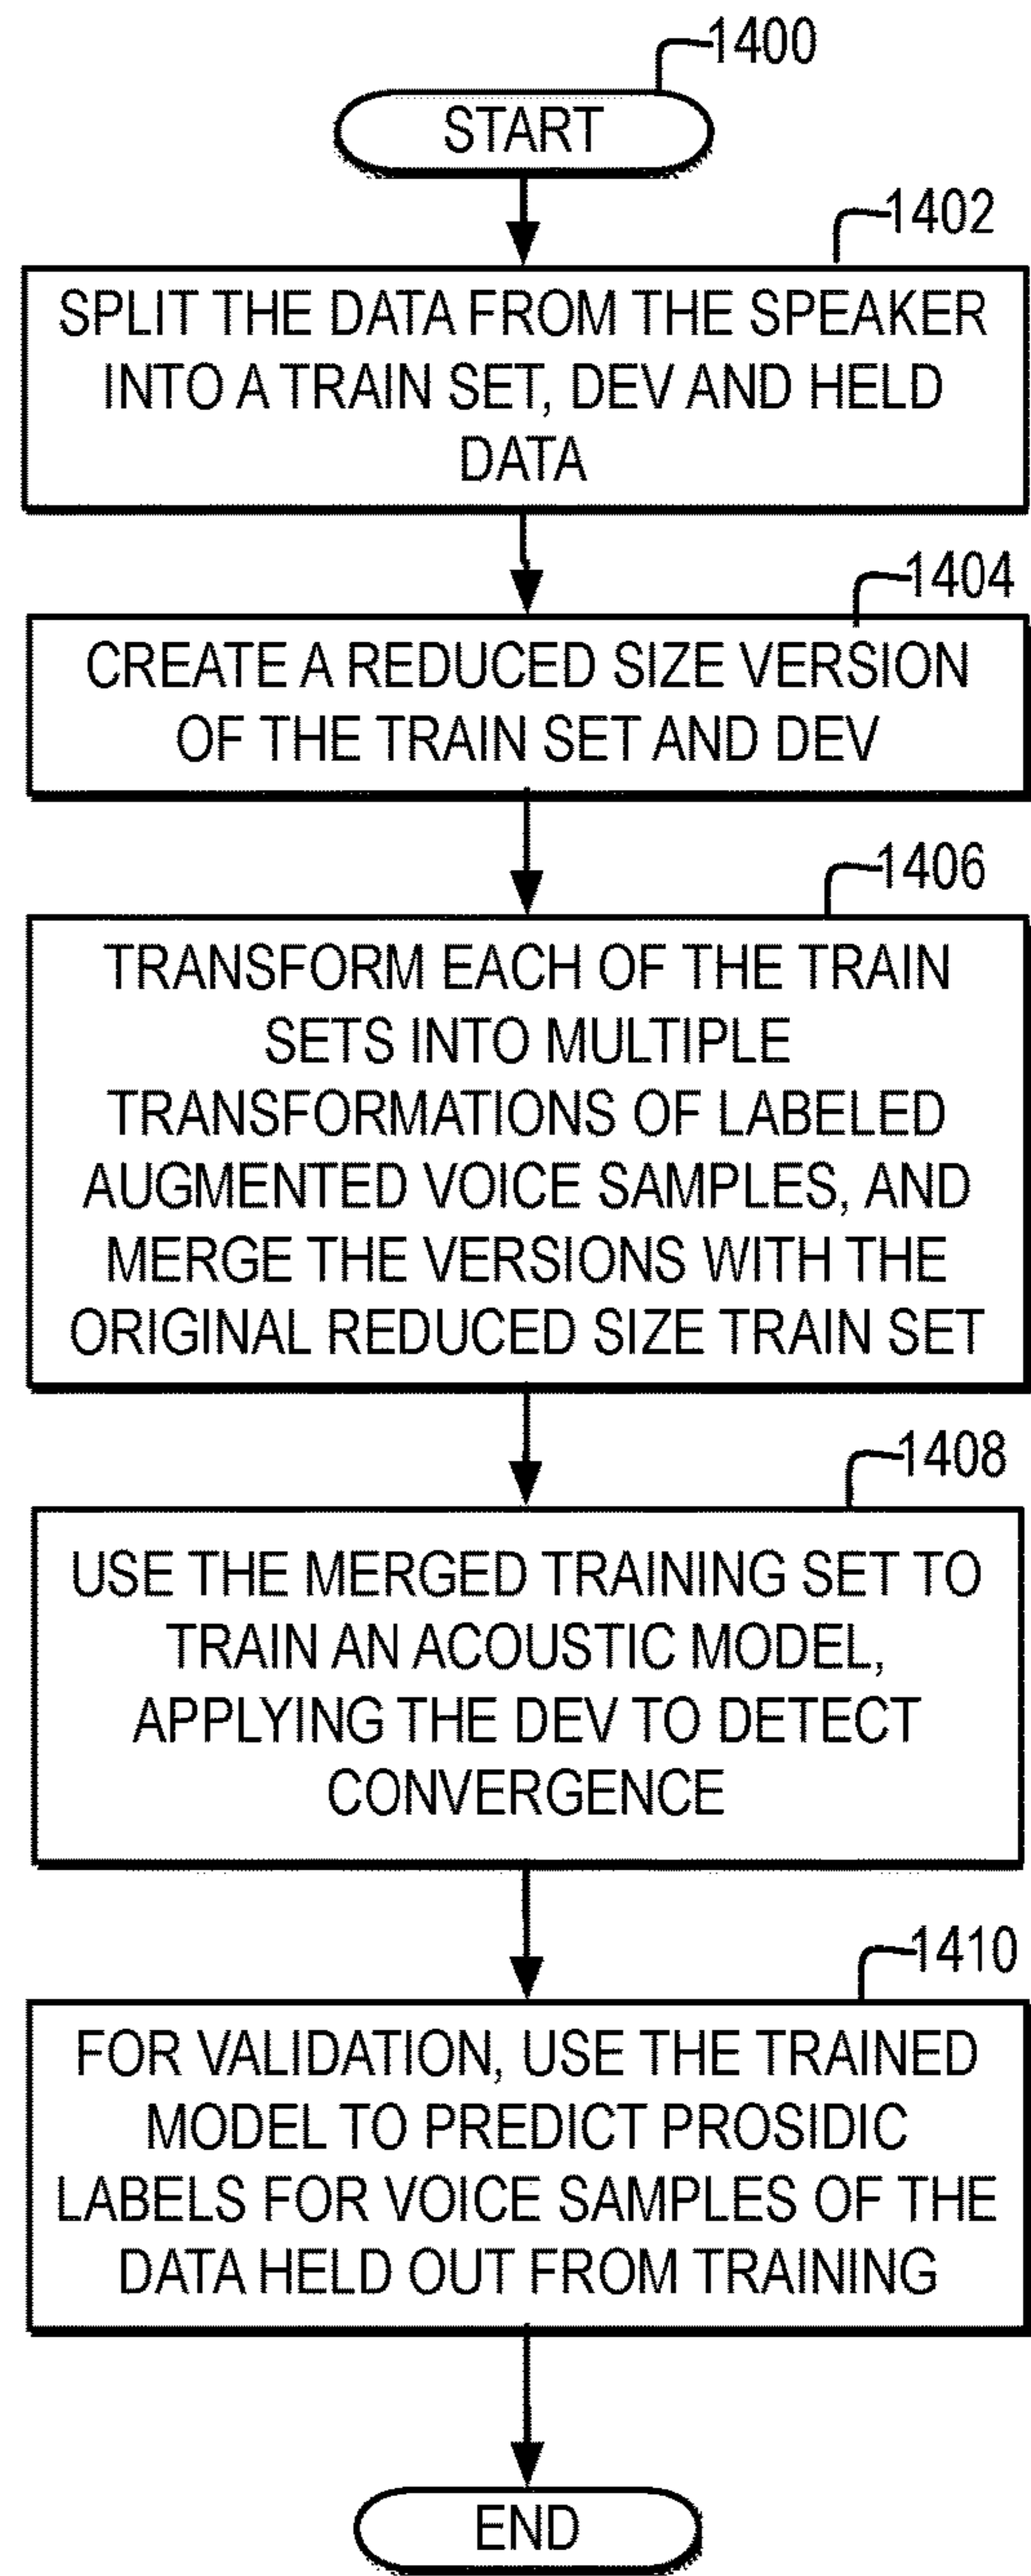 1400
START
1402
SPLIT THE DATA FROM THE SPEAKER
INTO A TRAIN SET, DEV AND HELD
DATA
1404
CREATE A REDUCED SIZE VERSION
OF THE TRAIN SET AND DEV
1406
TRANSFORM EACH OF THE TRAIN
SETS INTO MULTIPLE
TRANSFORMATIONS OF LABELED
AUGMENTED VOICE SAMPLES, AND
MERGE THE VERSIONS WITH THE
ORIGINAL REDUCED SIZE TRAIN SET
1408
USE THE MERGED TRAINING SET TO
TRAIN AN ACOUSTIC MODEL,
APPLYING THE DEV TO DETECT
CONVERGENCE
1410
FOR VALIDATION, USE THE TRAINED
MODEL TO PREDICT PROSIDIC
LABELS FOR VOICE SAMPLES OF THE
DATA HELD OUT FROM TRAINING
END